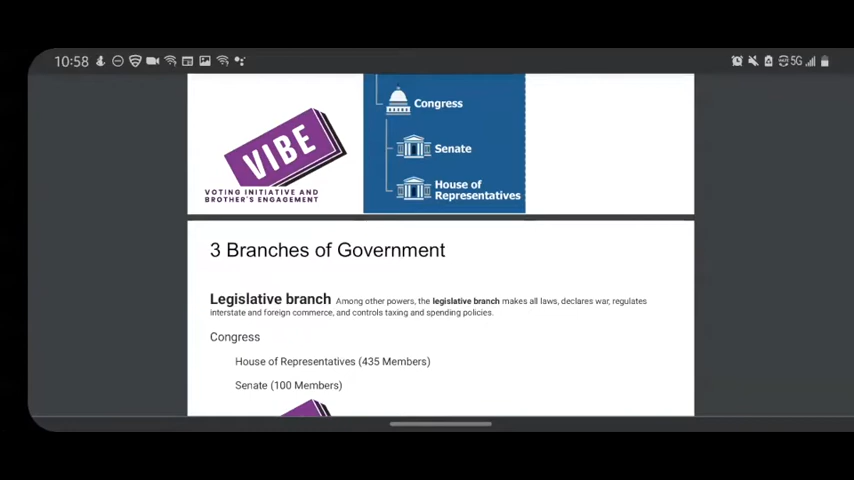 10:58
5G
Congress
Senate
House of
Representatives
VIBE
VOTING INITIATIVE AND
BROTHER'S ENGAGEMENT
3 Branches of Government
Legislative branch Among other powers, the legislative branch makes all laws, declares war, regulates
interstate and foreign commerce, and controls taxing and spending policies.
Congress
House of Representatives (435 Members)
Senate (100 Members)